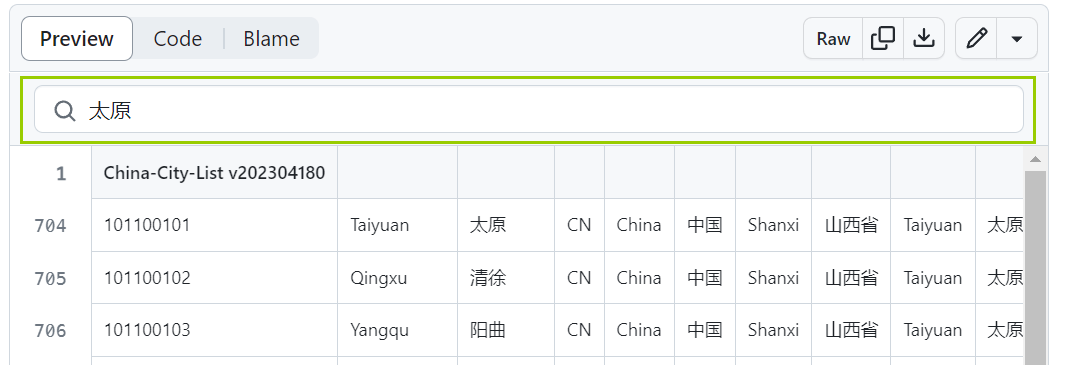 Preview Code Blame Raw
太原
1 China-City-List v202304180
704 101100101 Taiyuan 太原 CN China 中国 Shanxi 山西省 Taiyuan 太原
705 101100102 Qingxu 清徐 CN China 中国 Shanxi 山西省 Taiyuan 太原
706 101100103 Yangqu 阳曲 CN China 中国 Shanxi 山西省 Taiyuan 太原